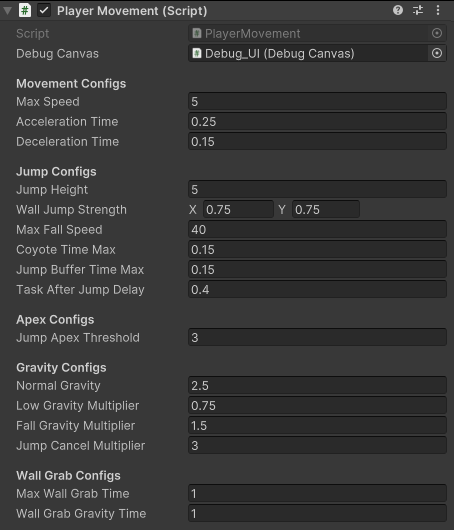 # Player Movement (Script)
Script # PlayerMovement
Debug Canvas # Debug_UI (Debug Canvas)
Movement Configs
Max Speed 5
Acceleration Time 0.25
Deceleration Time 0.15
Jump Configs
Jump Height 5
Wall Jump Strength X 0.75 Y 0.75
Max Fall Speed 40
Coyote Time Max 0.15
Jump Buffer Time Max 0.15
Task After Jump Delay 0.4
Apex Configs
Jump Apex Threshold 3
Gravity Configs
Normal Gravity 2.5
Low Gravity Multiplier 0.75
Fall Gravity Multiplier 1.5
Jump Cancel Multiplier 3
Wall Grab Configs
Max Wall Grab Time 1
Wall Grab Gravity Time 1